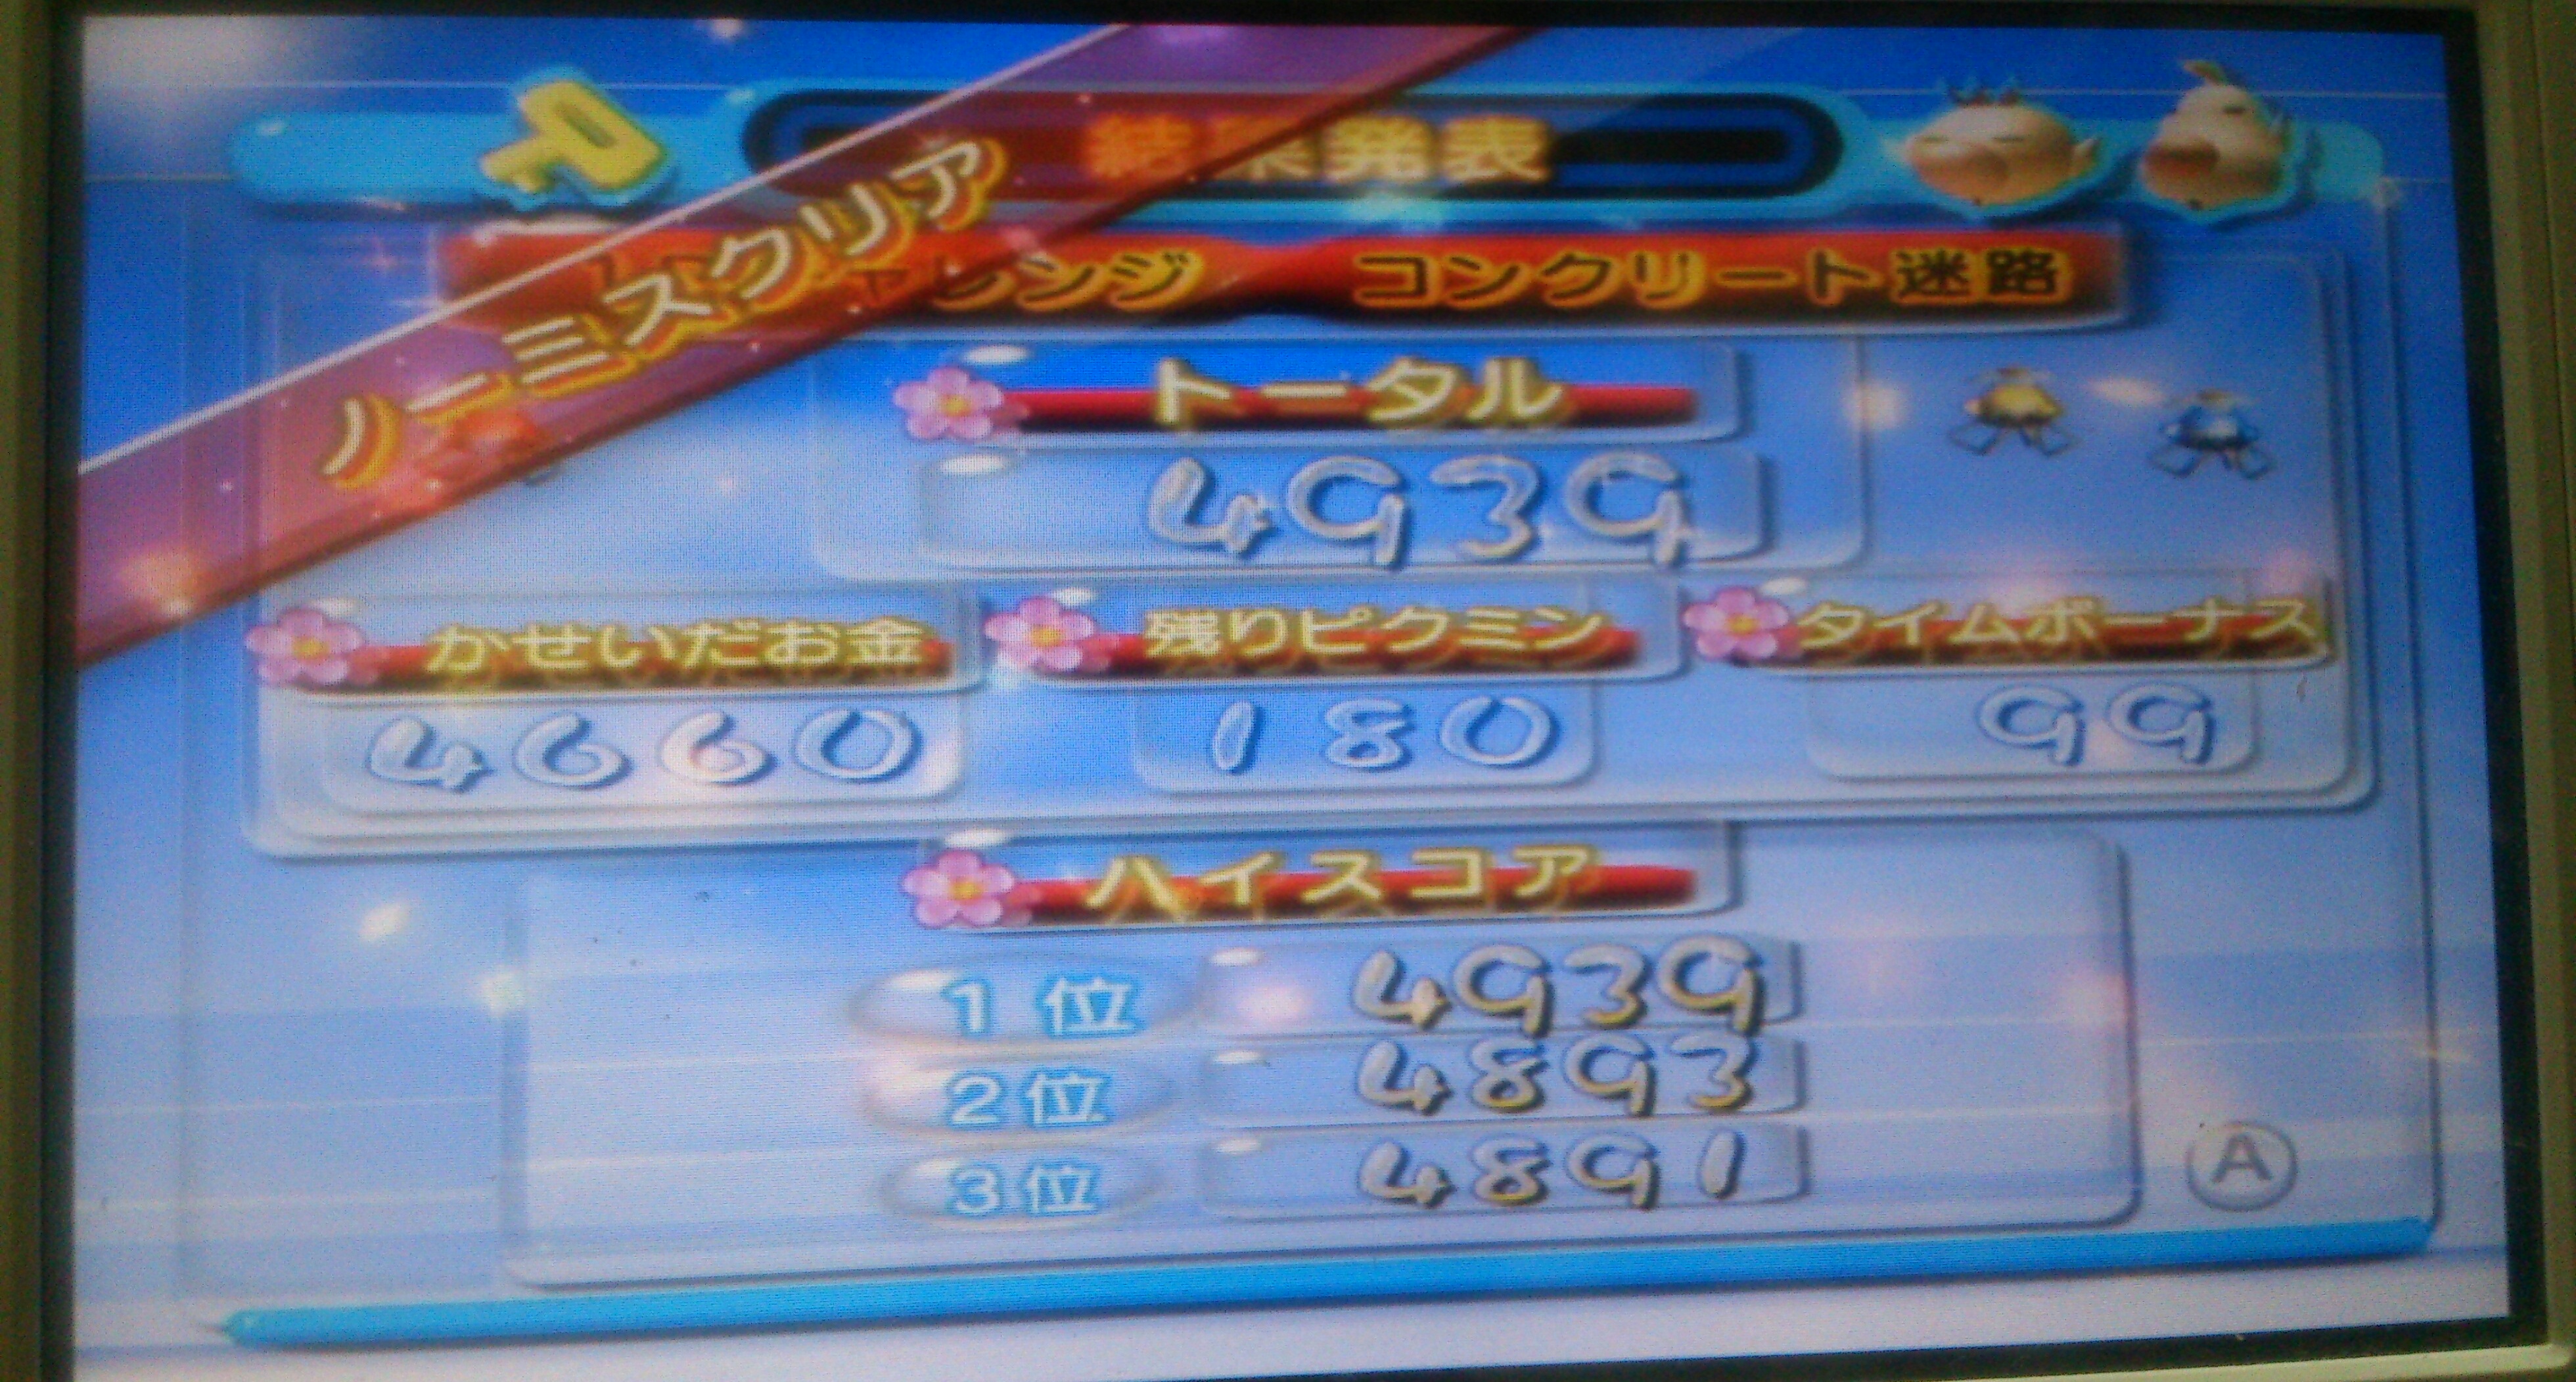 結果発表
ノーミスクリア
チャレンジ コンクリート迷路
トータル
4939
かせいだお金 残りピクミン タイムボーナス
4660 180 99
ハイスコア
1位 4939
2位 4893
3位 4891
A